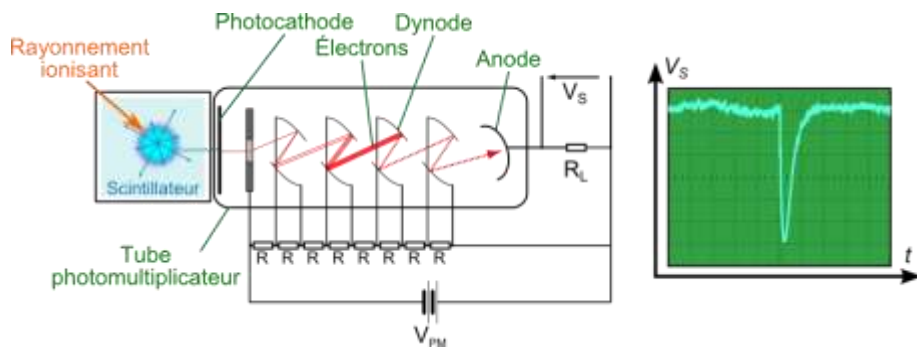 Photocathode
Dynode
Électrons
Rayonnement
ionisant
Anode
V_S
Scintillateur
R_L
Tube
photomultiplicateur
R R R R R R R R
V_PM
V_S
t